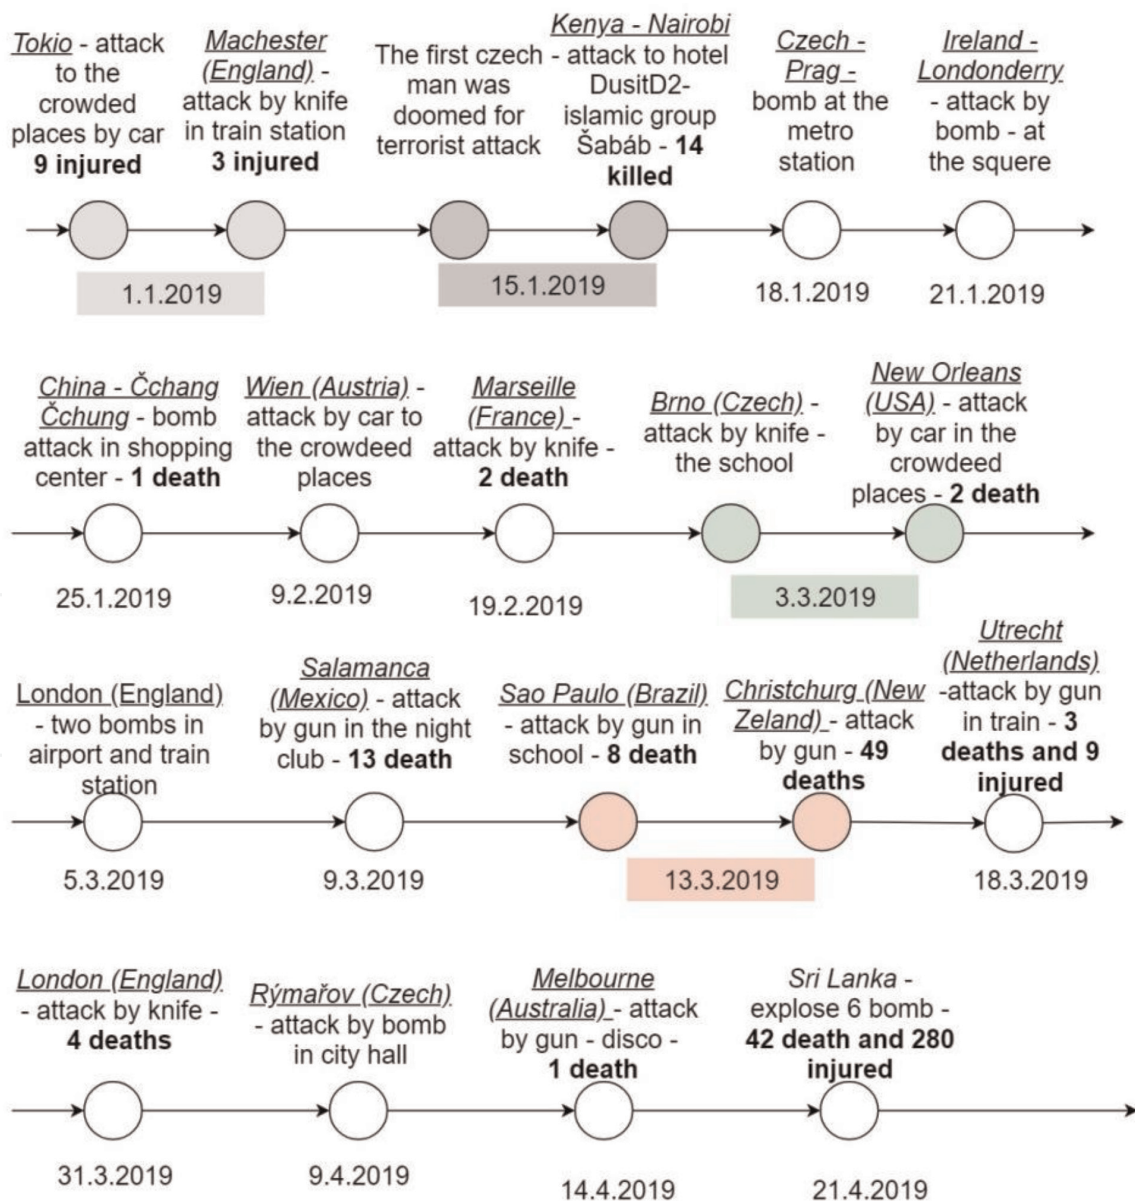 Tokio - attack
to the
crowded
places by car
9 injured
Machester
(England) -
attack by knife
in train station
3 injured
The first czech
man was
doomed for
terrorist attack
Kenya - Nairobi
- attack to hotel
DusitD2-
islamic group
Šabáb - 14
killed
Czech -
Prag -
bomb at the
metro
station
Ireland -
Londonderry
- attack by
bomb - at
the squere
1.1.2019
15.1.2019
18.1.2019
21.1.2019
China - Čchang
Čchung - bomb
attack in shopping
center - 1 death
Wien (Austria) -
attack by car to
the crowdeed
places
Marseille
(France) -
attack by knife -
2 death
Brno (Czech) -
attack by knife -
the school
New Orleans
(USA) - attack
by car in the
crowdeed
places - 2 death
25.1.2019
9.2.2019
19.2.2019
3.3.2019
London (England)
- two bombs in
airport and train
station
Salamanca
(Mexico) - attack
by gun in the night
club - 13 death
Sao Paulo (Brazil)
- attack by gun in
school - 8 death
Christchurg (New
Zeland) - attack
by gun - 49
deaths
Utrecht
(Netherlands)
-attack by gun
in train - 3
deaths and 9
injured
5.3.2019
9.3.2019
13.3.2019
18.3.2019
London (England)
- attack by knife -
4 deaths
Rýmařov (Czech)
- attack by bomb
in city hall
Melbourne
(Australia) - attack
by gun - disco -
1 death
Sri Lanka -
explose 6 bomb -
42 death and 280
injured
31.3.2019
9.4.2019
14.4.2019
21.4.2019